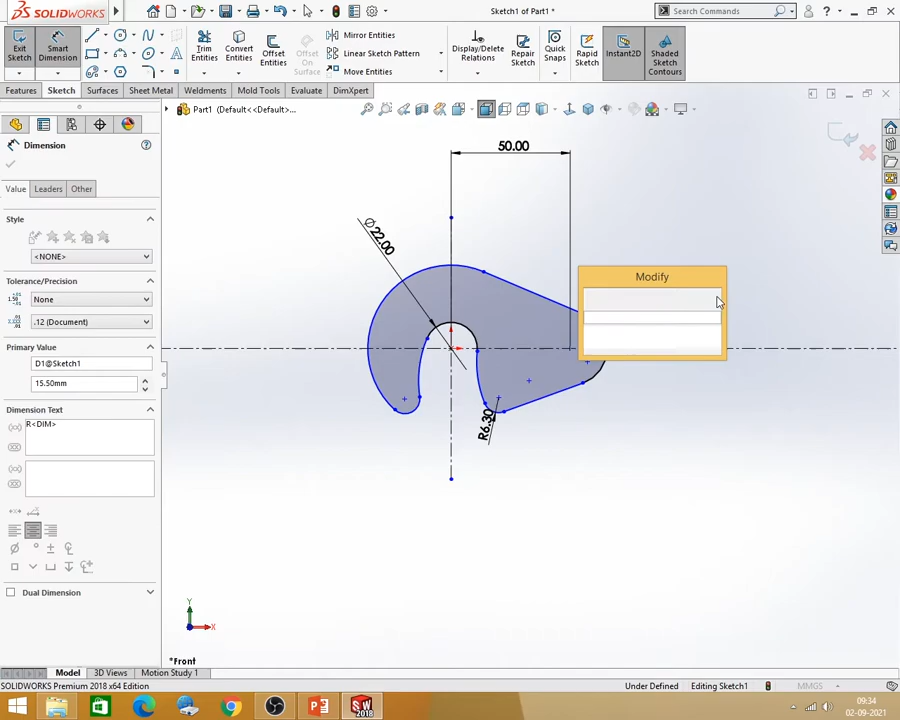 SOLIDWORKS
Sketch1 of Part1 *
Search Commands
Exit Sketch
Smart Dimension
Trim Entities
Convert Entities
Offset Entities
Offset On Surface
Mirror Entities
Linear Sketch Pattern
Move Entities
Display/Delete Relations
Repair Sketch
Quick Snaps
Rapid Sketch
Instant2D
Shaded Sketch Contours
Features
Sketch
Surfaces
Sheet Metal
Weldments
Mold Tools
Evaluate
DimXpert
Part1 (Default<<Default>...
Dimension
Value
Leaders
Other
Style
<NONE>
Tolerance/Precision
None
.12 (Document)
Primary Value
D1@Sketch1
15.50mm
Dimension Text
R<DIM>
Dual Dimension
50.00
∅22.00
R6.30
Modify
Y
X
*Front
Model
3D Views
Motion Study 1
SOLIDWORKS Premium 2018 x64 Edition
Under Defined
Editing Sketch1
MMGS
09:34
02-09-2021